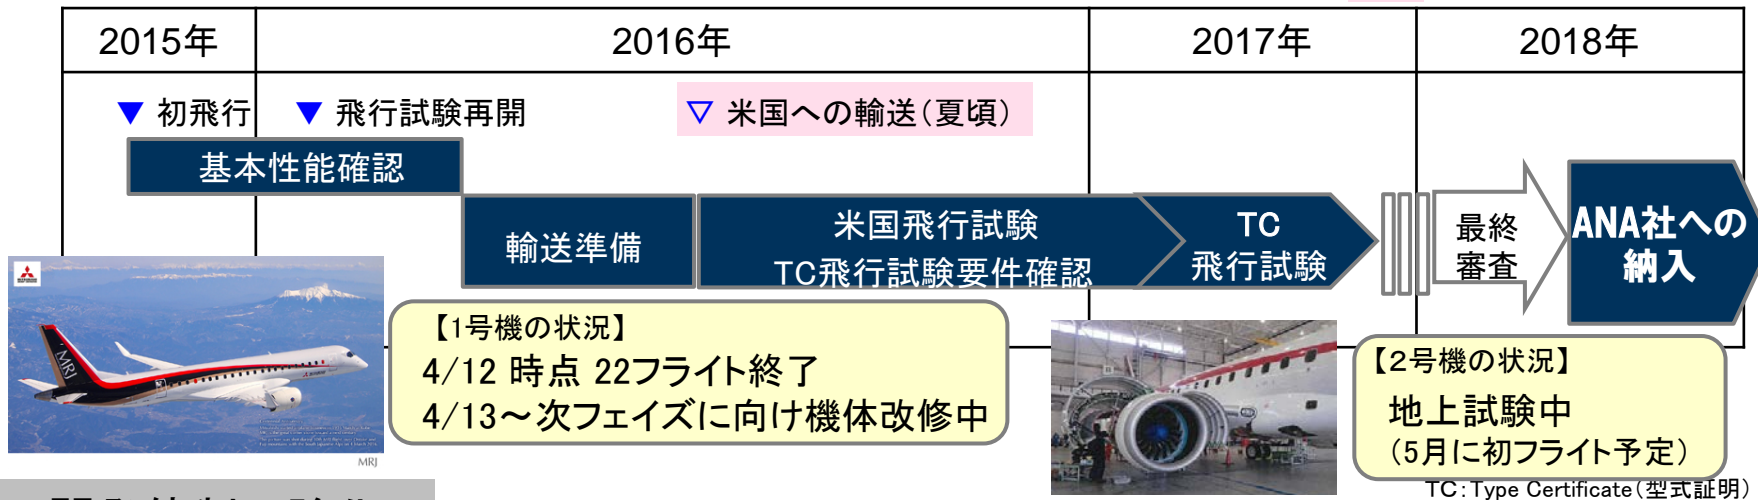 2015年 2016年 2017年 2018年
▼ 初飛行 ▼ 飛行試験再開 ▽ 米国への輸送(夏頃)
基本性能確認
輸送準備
米国飛行試験
TC飛行試験要件確認
TC
飛行試験
最終
審査
ANA社への
納入
【1号機の状況】
4/12 時点 22フライト終了
4/13～次フェイズに向け機体改修中
【2号機の状況】
地上試験中
(5月に初フライト予定)
MRJ
MRJ
TC:Type Certificate(型式証明)